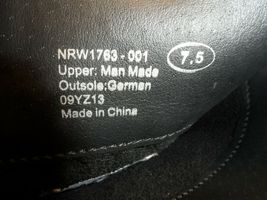 NRW1763 - 001 7.5
Upper: Man Made
Outsole: German
09YZ13
Made in China